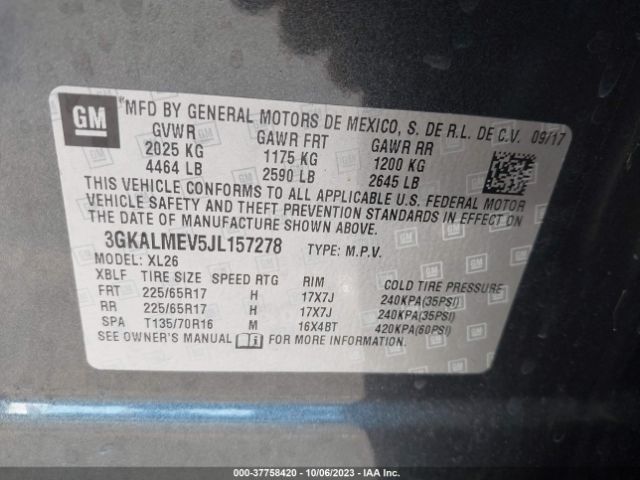 GM
*MFD BY GENERAL MOTORS DE MEXICO, S. DE R.L. DE C.V. 09/17
GVWR GAWR FRT GAWR RR
2025 KG 1175 KG 1200 KG
4464 LB 2590 LB 2645 LB
THIS VEHICLE CONFORMS TO ALL APPLICABLE U.S. FEDERAL MOTOR
VEHICLE SAFETY AND THEFT PREVENTION STANDARDS IN EFFECT ON
THE DATE OF MANUFACTURE SHOWN ABOVE.
3GKALMEV5JL157278 TYPE: M.P.V.
MODEL: XL26
XBLF TIRE SIZE SPEED RTG RIM COLD TIRE PRESSURE
FRT 225/65R17 H 17X7J 240KPA(35PSI)
RR 225/65R17 H 17X7J 240KPA(35PSI)
SPA T135/70R16 M 16X4BT 420KPA(60PSI)
SEE OWNER'S MANUAL i FOR MORE INFORMATION.
000-37758420 - 10/06/2023 - IAA Inc.